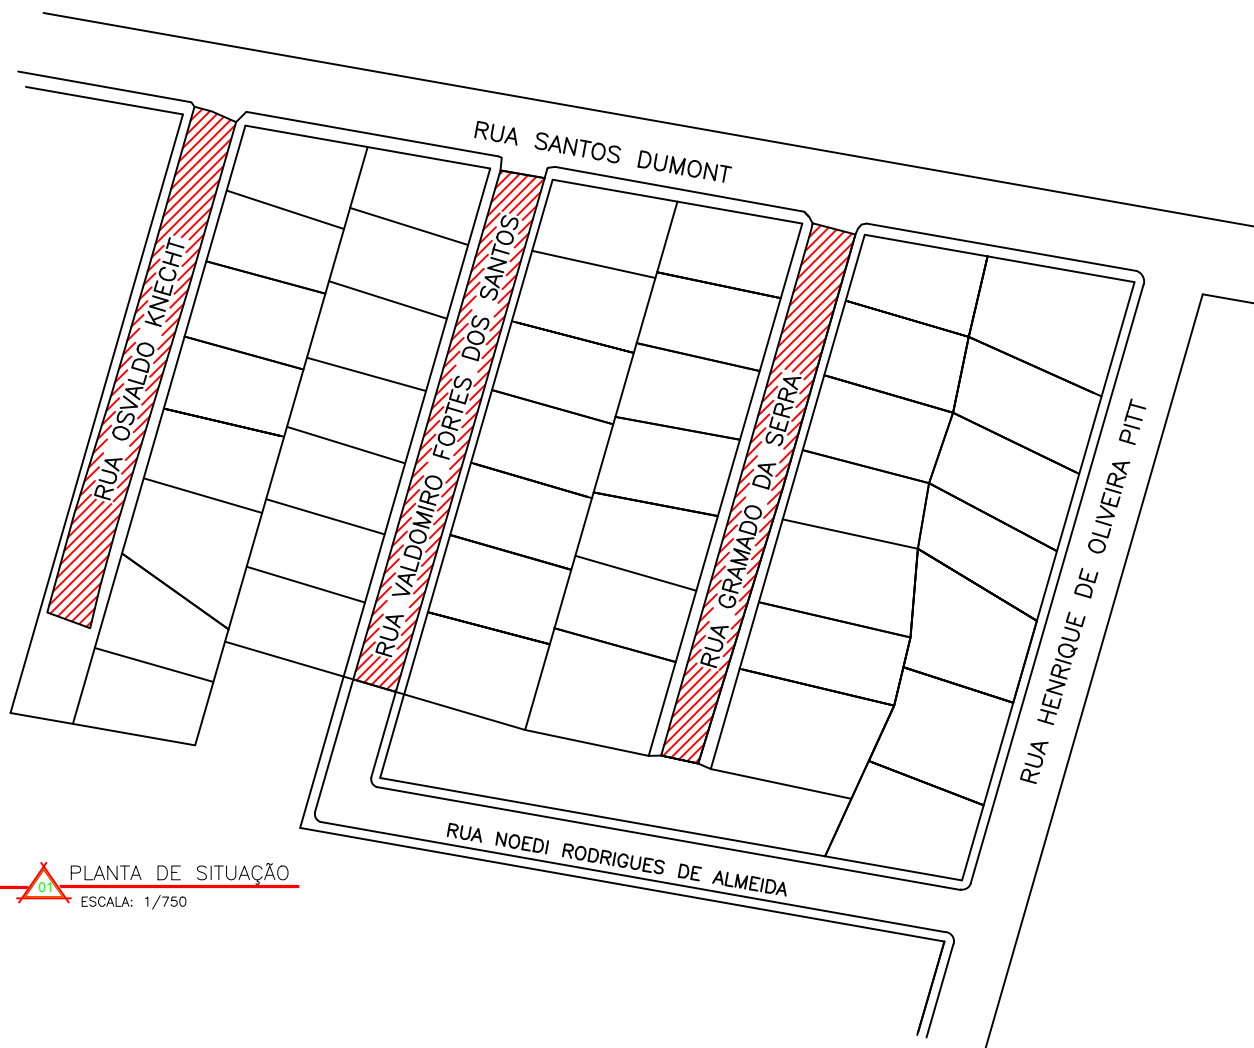 RUA SANTOS DUMONT
RUA OSVALDO KNECHT
RUA VALDOMIRO FORTES DOS SANTOS
RUA GRAMADO DA SERRA
RUA HENRIQUE DE OLIVEIRA PITT
RUA NOEDI RODRIGUES DE ALMEIDA
01
PLANTA DE SITUAÇÃO
ESCALA: 1/750